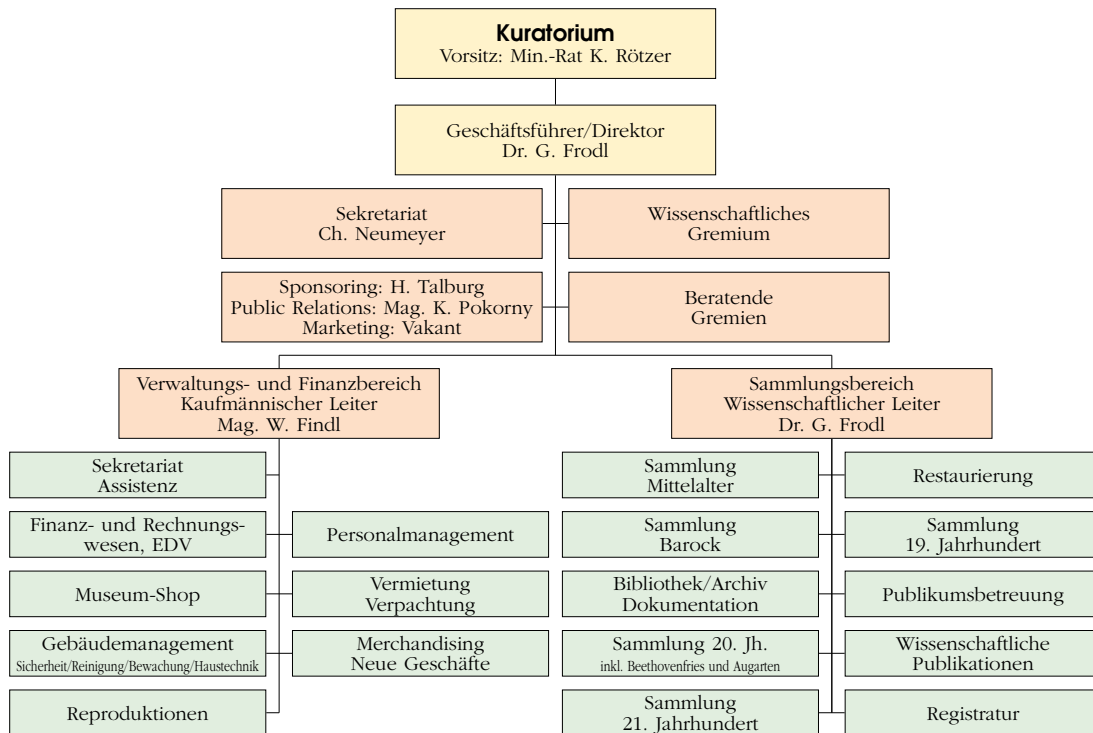 Kuratorium
Vorsitz: Min.-Rat K. Rötzer
Geschäftsführer/Direktor
Dr. G. Frodl
Sekretariat
Ch. Neumeyer
Wissenschaftliches
Gremium
Sponsoring: H. Talburg
Public Relations: Mag. K. Pokorny
Marketing: Vakant
Beratende
Gremien
Verwaltungs- und Finanzbereich
Kaufmännischer Leiter
Mag. W. Findl
Sammlungsbereich
Wissenschaftlicher Leiter
Dr. G. Frodl
Sekretariat
Assistenz
Finanz- und Rechnungs-
wesen, EDV
Personalmanagement
Museum-Shop
Vermietung
Verpachtung
Gebäudemanagement
Sicherheit/Reinigung/Bewachung/Haustechnik
Merchandising
Neue Geschäfte
Reproduktionen
Sammlung
Mittelalter
Restaurierung
Sammlung
Barock
Sammlung
19. Jahrhundert
Bibliothek/Archiv
Dokumentation
Publikumsbetreuung
Sammlung 20. Jh.
inkl. Beethovenfries und Augarten
Wissenschaftliche
Publikationen
Sammlung
21. Jahrhundert
Registratur